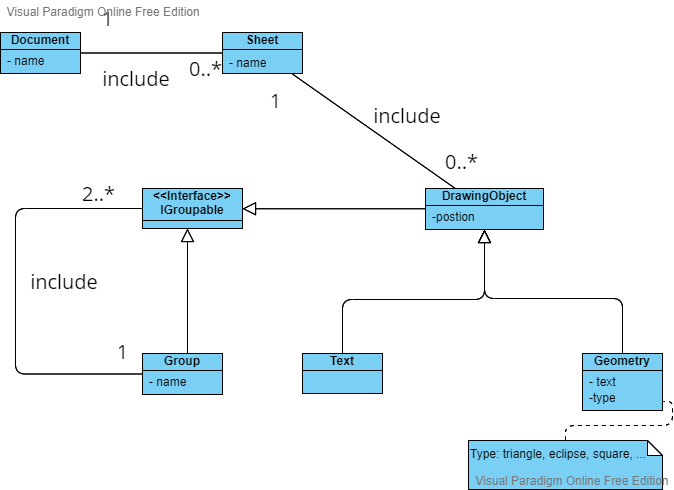 Visual Paradigm Online Free Edition
1
Document
- name
include
0..*
Sheet
- name
1
include
0..*
2..*
<<Interface>>
IGroupable
DrawingObject
-postion
include
1
Group
- name
Text
Geometry
- text
-type
Type: triangle, eclipse, square, ...
Visual Paradigm Online Free Edition